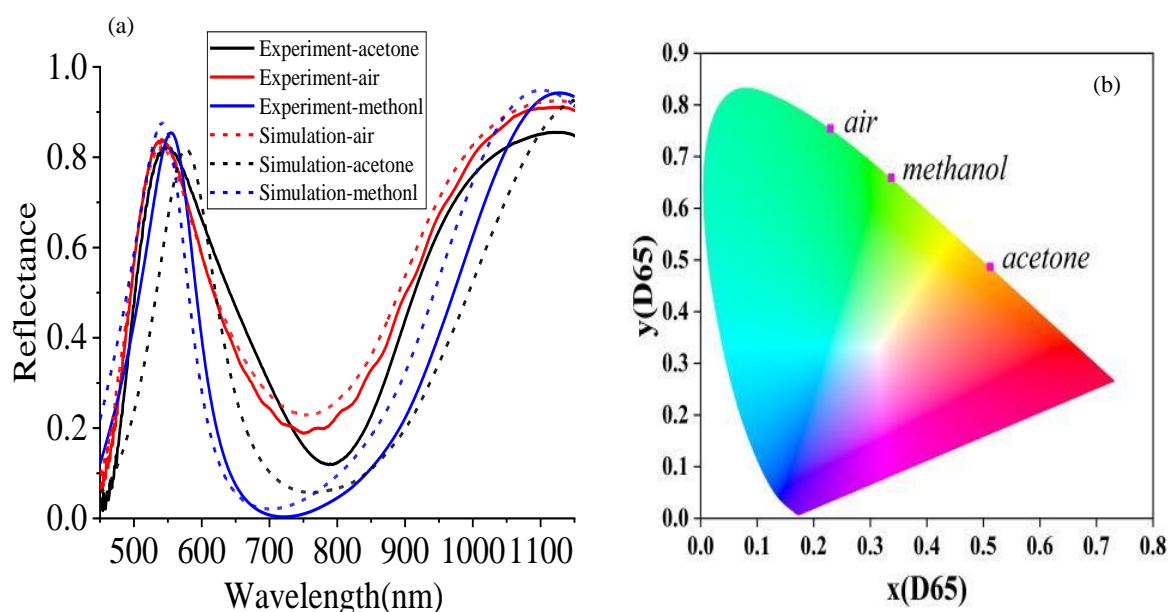 (a)
Experiment-acetone
Experiment-air
Experiment-methonl
Simulation-air
Simulation-acetone
Simulation-methonl
1.0
0.8
0.6
0.4
0.2
0.0
Reflectance
500 600 700 800 900 1000 1100
Wavelength(nm)
(b)
0.9
0.8
0.7
0.6
0.5
0.4
0.3
0.2
0.1
0.0
y(D65)
air
methanol
acetone
0.0 0.1 0.2 0.3 0.4 0.5 0.6 0.7 0.8
x(D65)